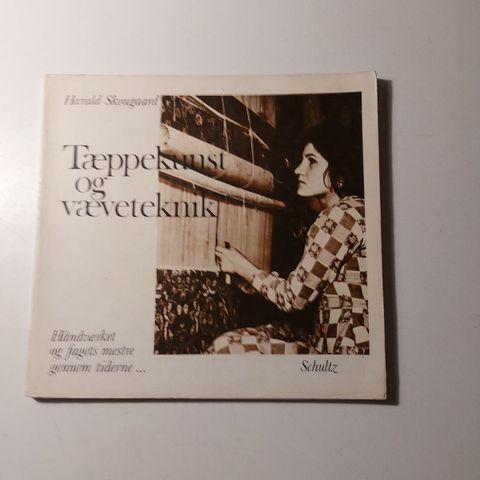 Harald Skougaard
Tæppekunst
og
væveteknik
Håndværket
og fagets mestre
gennem tiderne ...
Schultz